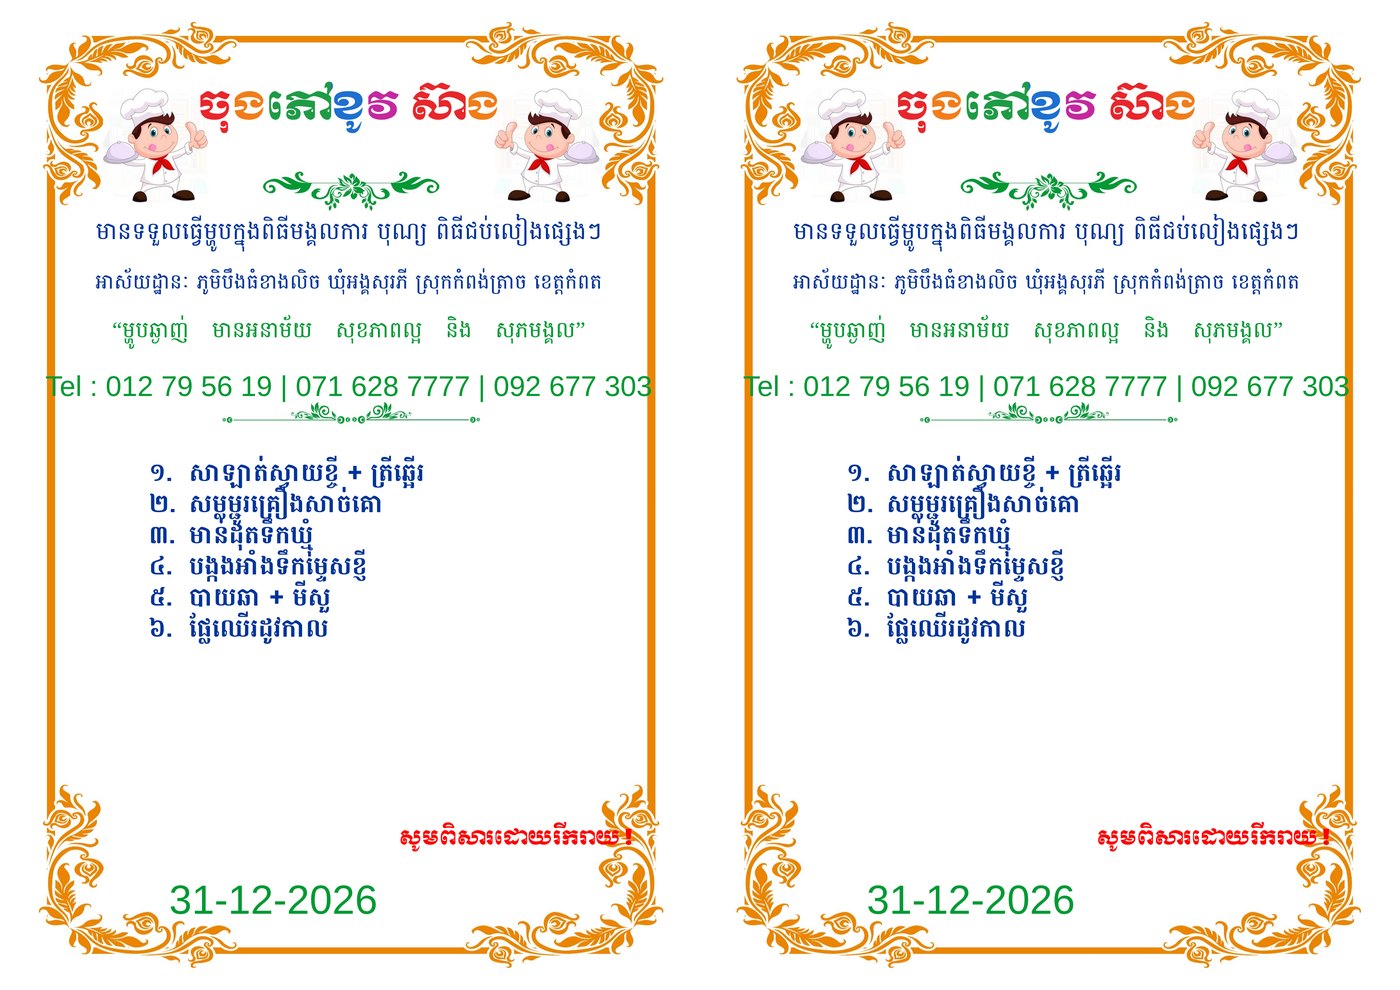 ចុងភៅខូវ ស៊ាង
មានទទួលធ្វើម្ហូបក្នុងពិធីមង្គលការ បុណ្យ ពិធីជប់លៀងផ្សេងៗ
អាស័យដ្ឋានៈ ភូមិបឹងធំខាងលិច ឃុំអង្គសុរភី ស្រុកកំពង់ត្រាច ខេត្តកំពត
“ម្ហូបឆ្ងាញ់ មានអនាម័យ សុខភាពល្អ និង សុភមង្គល”
Tel : 012 79 56 19 | 071 628 7777 | 092 677 303
១. សាឡាត់ស្វាយខ្ចី + ត្រីឆ្អើរ
២. សម្លម្ជូរគ្រឿងសាច់គោ
៣. មាន់ដុតទឹកឃ្មុំ
៤. បង្កងអាំងទឹកម្ទេសខ្ញី
៥. បាយឆា + មីសួ
៦. ផ្លែឈើរដូវកាល
សូមពិសារដោយរីករាយ !
31-12-2026
ចុងភៅខូវ ស៊ាង
មានទទួលធ្វើម្ហូបក្នុងពិធីមង្គលការ បុណ្យ ពិធីជប់លៀងផ្សេងៗ
អាស័យដ្ឋានៈ ភូមិបឹងធំខាងលិច ឃុំអង្គសុរភី ស្រុកកំពង់ត្រាច ខេត្តកំពត
“ម្ហូបឆ្ងាញ់ មានអនាម័យ សុខភាពល្អ និង សុភមង្គល”
Tel : 012 79 56 19 | 071 628 7777 | 092 677 303
១. សាឡាត់ស្វាយខ្ចី + ត្រីឆ្អើរ
២. សម្លម្ជូរគ្រឿងសាច់គោ
៣. មាន់ដុតទឹកឃ្មុំ
៤. បង្កងអាំងទឹកម្ទេសខ្ញី
៥. បាយឆា + មីសួ
៦. ផ្លែឈើរដូវកាល
សូមពិសារដោយរីករាយ !
31-12-2026